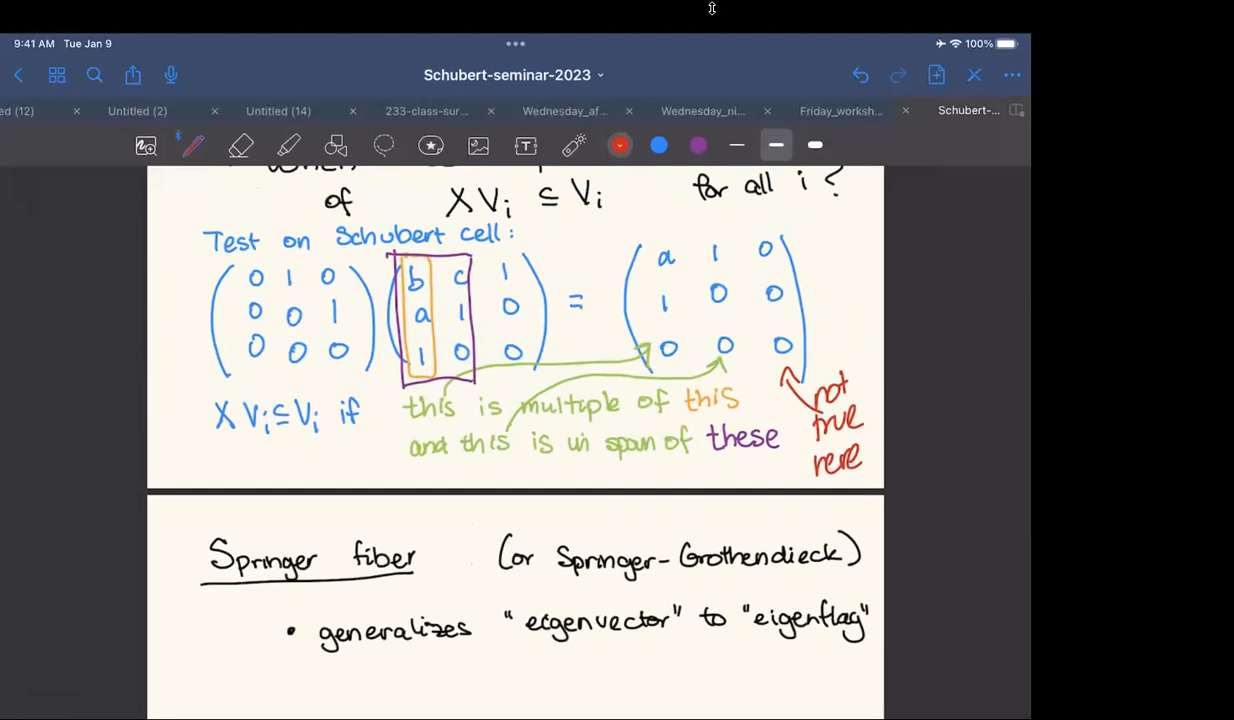 9:41 AM Tue Jan 9
100%
Schubert-seminar-2023
ed (12)
Untitled (2)
Untitled (14)
233-class-sur...
Wednesday_af...
Wednesday_ni...
Friday_worksh...
Schubert-...
of X Vi ⊆ Vi for all i?
Test on Schubert cell:
( 0 1 0 ) ( b c 1 ) = ( a 1 0 )
( 0 0 1 ) ( a 1 0 ) ( 1 0 0 )
( 0 0 0 ) ( 1 0 0 ) ( 0 0 0 )
X Vi ⊆ Vi if this is multiple of this
and this is in span of these
not
true
here
Springer fiber (or Springer-Grothendieck)
• generalizes "eigenvector" to "eigenflag"